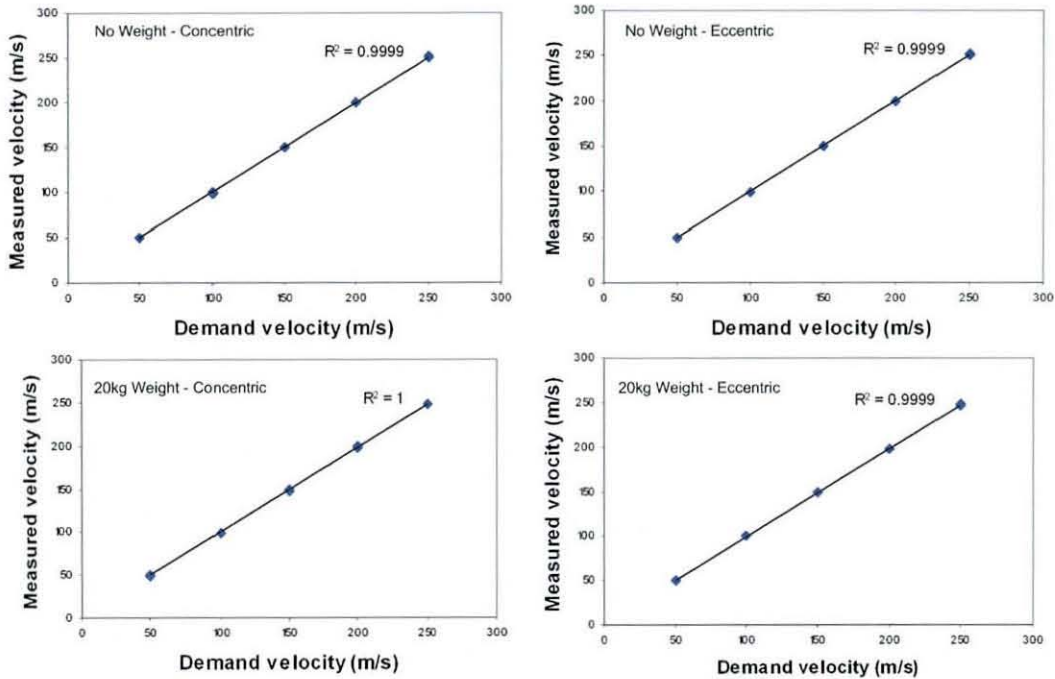 No Weight - Concentric
R² = 0.9999
Measured velocity (m/s)
300
250
200
150
100
50
0
0 50 100 150 200 250 300
Demand velocity (m/s)
No Weight - Eccentric
R² = 0.9999
Measured velocity (m/s)
300
250
200
150
100
50
0
0 50 100 150 200 250 300
Demand velocity (m/s)
20kg Weight - Concentric
R² = 1
Measured velocity (m/s)
300
250
200
150
100
50
0
0 50 100 150 200 250 300
Demand velocity (m/s)
20kg Weight - Eccentric
R² = 0.9999
Measured velocity (m/s)
300
250
200
150
100
50
0
0 50 100 150 200 250 300
Demand velocity (m/s)